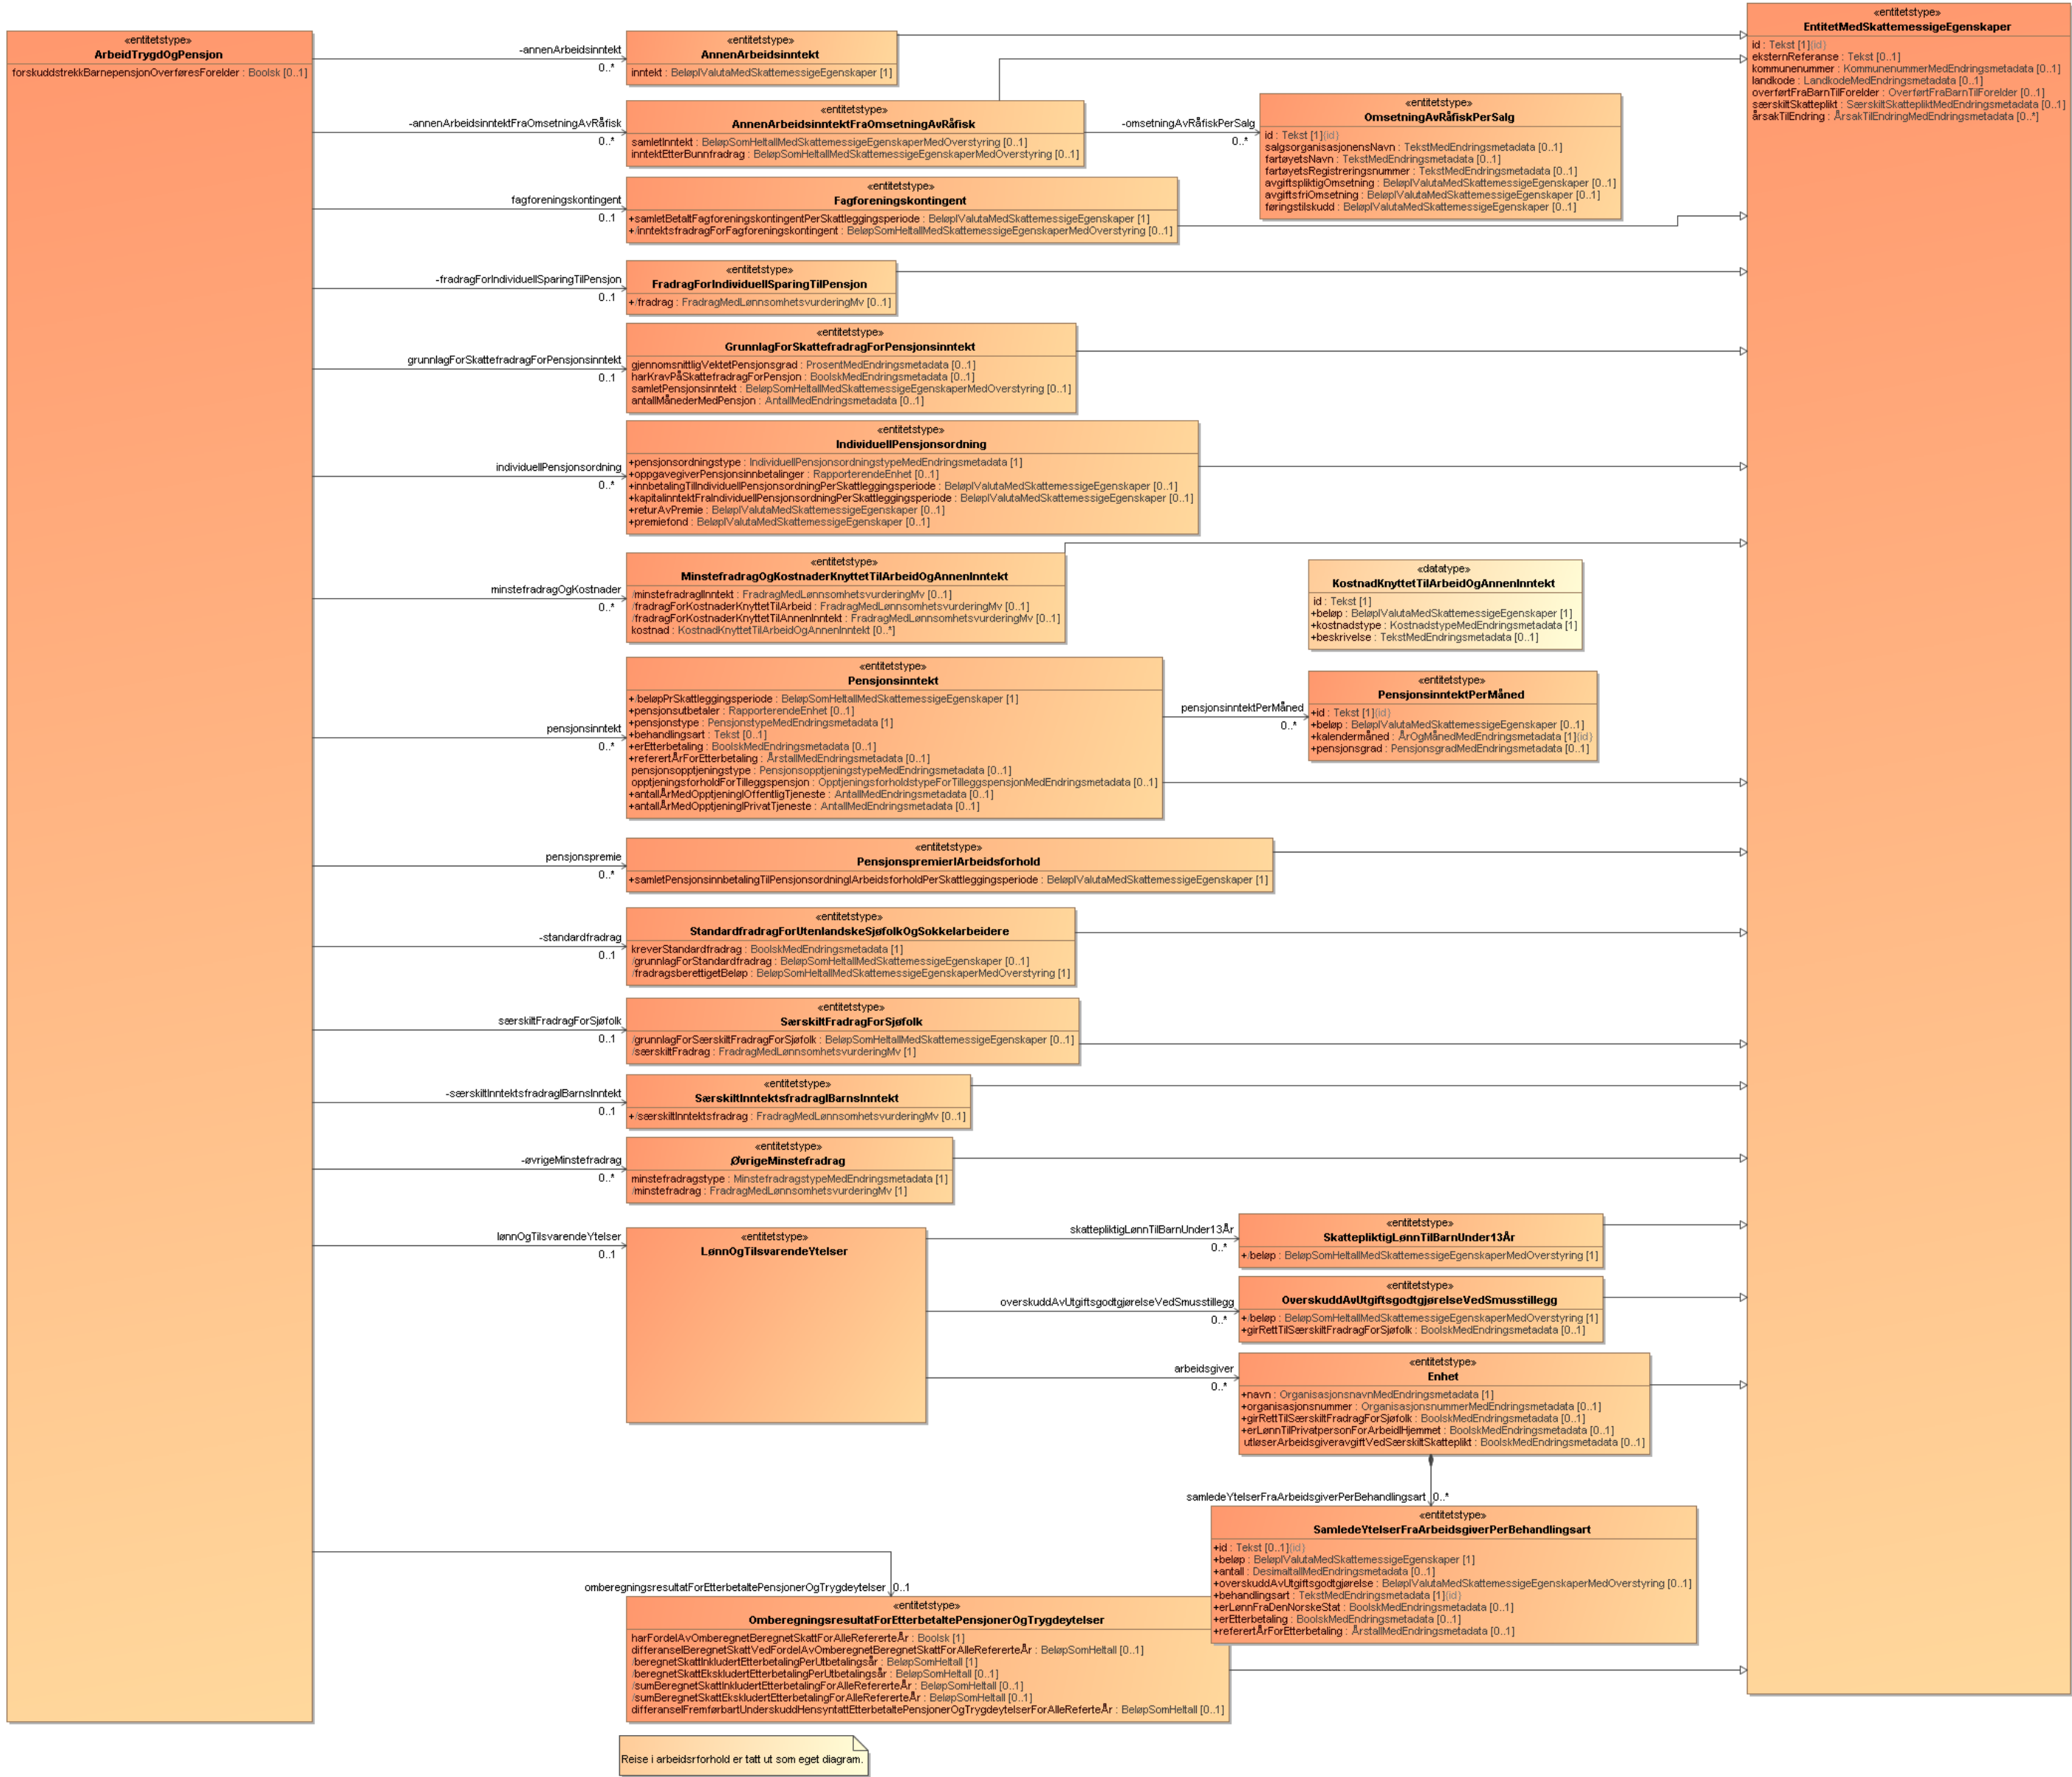 «entitetstype»
ArbeidTrygdOgPensjon
forskuddstrekkBarnepensjonOverføresForelder : Boolsk [0..1]
-annenArbeidsinntekt
0..*
«entitetstype»
AnnenArbeidsinntekt
inntekt : BeløpIValutaMedSkattemessigeEgenskaper [1]
«entitetstype»
EntitetMedSkattemessigeEgenskaper
id : Tekst [1]{id}
eksternReferanse : Tekst [0..1]
kommunenummer : KommunenummerMedEndringsmetadata [0..1]
landkode : LandkodeMedEndringsmetadata [0..1]
overførtFraBarnTilForelder : OverførtFraBarnTilForelder [0..1]
særskiltSkatteplikt : SærskiltSkattepliktMedEndringsmetadata [0..1]
årsakTilEndring : ÅrsakTilEndringMedEndringsmetadata [0..*]
-annenArbeidsinntektFraOmsetningAvRåfisk
0..*
«entitetstype»
AnnenArbeidsinntektFraOmsetningAvRåfisk
samletInntekt : BeløpSomHeltallMedSkattemessigeEgenskaperMedOverstyring [0..1]
inntektEtterBunnfradrag : BeløpSomHeltallMedSkattemessigeEgenskaperMedOverstyring [0..1]
-omsetningAvRåfiskPerSalg
0..*
«entitetstype»
OmsetningAvRåfiskPerSalg
id : Tekst [1]{id}
salgsorganisasjonensNavn : TekstMedEndringsmetadata [0..1]
fartøyetsNavn : TekstMedEndringsmetadata [0..1]
fartøyetsRegistreringsnummer : TekstMedEndringsmetadata [0..1]
avgiftspliktigOmsetning : BeløpIValutaMedSkattemessigeEgenskaper [0..1]
avgiftsfriOmsetning : BeløpIValutaMedSkattemessigeEgenskaper [0..1]
føringstilskudd : BeløpIValutaMedSkattemessigeEgenskaper [0..1]
fagforeningskontingent
0..1
«entitetstype»
Fagforeningskontingent
+samletBetaltFagforeningskontingentPerSkattleggingsperiode : BeløpIValutaMedSkattemessigeEgenskaper [1]
+/inntektsfradragForFagforeningskontingent : BeløpSomHeltallMedSkattemessigeEgenskaperMedOverstyring [0..1]
-fradragForIndividuellSparingTilPensjon
0..1
«entitetstype»
FradragForIndividuellSparingTilPensjon
+/fradrag : FradragMedLønnsomhetsvurderingMv [0..1]
grunnlagForSkattefradragForPensjonsinntekt
0..1
«entitetstype»
GrunnlagForSkattefradragForPensjonsinntekt
gjennomsnittligVektetPensjonsgrad : ProsentMedEndringsmetadata [0..1]
harKravPåSkattefradragForPensjon : BoolskMedEndringsmetadata [0..1]
samletPensjonsinntekt : BeløpSomHeltallMedSkattemessigeEgenskaperMedOverstyring [0..1]
antallMånederMedPensjon : AntallMedEndringsmetadata [0..1]
individuellPensjonsordning
0..*
«entitetstype»
IndividuellPensjonsordning
+pensjonsordningstype : IndividuellPensjonsordningstypeMedEndringsmetadata [1]
+oppgavegiverPensjonsinnbetalinger : RapporterendeEnhet [0..1]
+innbetalingTilIndividuellPensjonsordningPerSkattleggingsperiode : BeløpIValutaMedSkattemessigeEgenskaper [0..1]
+kapitalinntektFraIndividuellPensjonsordningPerSkattleggingsperiode : BeløpIValutaMedSkattemessigeEgenskaper [0..1]
+returAvPremie : BeløpIValutaMedSkattemessigeEgenskaper [0..1]
+premiefond : BeløpIValutaMedSkattemessigeEgenskaper [0..1]
minstefradragOgKostnader
0..*
«entitetstype»
MinstefradragOgKostnaderKnyttetTilArbeidOgAnnenInntekt
/minstefradragIInntekt : FradragMedLønnsomhetsvurderingMv [0..1]
/fradragForKostnaderKnyttetTilArbeid : FradragMedLønnsomhetsvurderingMv [0..1]
/fradragForKostnaderKnyttetTilAnnenInntekt : FradragMedLønnsomhetsvurderingMv [0..1]
kostnad : KostnadKnyttetTilArbeidOgAnnenInntekt [0..*]
«datatype»
KostnadKnyttetTilArbeidOgAnnenInntekt
id : Tekst [1]
+beløp : BeløpIValutaMedSkattemessigeEgenskaper [1]
+kostnadstype : KostnadstypeMedEndringsmetadata [1]
+beskrivelse : TekstMedEndringsmetadata [0..1]
pensjonsinntekt
0..*
«entitetstype»
Pensjonsinntekt
+/beløpPrSkattleggingsperiode : BeløpSomHeltallMedSkattemessigeEgenskaper [1]
+pensjonsutbetaler : RapporterendeEnhet [0..1]
+pensjonstype : PensjonstypeMedEndringsmetadata [1]
+behandlingsart : Tekst [0..1]
+erEtterbetaling : BoolskMedEndringsmetadata [0..1]
+referertÅrForEtterbetaling : ÅrstallMedEndringsmetadata [0..1]
pensjonsopptjeningstype : PensjonsopptjeningstypeMedEndringsmetadata [0..1]
opptjeningsforholdForTilleggspensjon : OpptjeningsforholdstypeForTilleggspensjonMedEndringsmetadata [0..1]
+antallÅrMedOpptjeningIOffentligTjeneste : AntallMedEndringsmetadata [0..1]
+antallÅrMedOpptjeningIPrivatTjeneste : AntallMedEndringsmetadata [0..1]
pensjonsinntektPerMåned
0..*
«entitetstype»
PensjonsinntektPerMåned
+id : Tekst [1]{id}
+beløp : BeløpIValutaMedSkattemessigeEgenskaper [0..1]
+kalendermåned : ÅrOgMånedMedEndringsmetadata [1]{id}
+pensjonsgrad : PensjonsgradMedEndringsmetadata [0..1]
pensjonspremie
0..*
«entitetstype»
PensjonspremierIArbeidsforhold
+samletPensjonsinnbetalingTilPensjonsordningIArbeidsforholdPerSkattleggingsperiode : BeløpIValutaMedSkattemessigeEgenskaper [1]
-standardfradrag
0..1
«entitetstype»
StandardfradragForUtenlandskeSjøfolkOgSokkelarbeidere
kreverStandardfradrag : BoolskMedEndringsmetadata [1]
/grunnlagForStandardfradrag : BeløpSomHeltallMedSkattemessigeEgenskaper [0..1]
/fradragsberettigetBeløp : BeløpSomHeltallMedSkattemessigeEgenskaperMedOverstyring [1]
særskiltFradragForSjøfolk
0..1
«entitetstype»
SærskiltFradragForSjøfolk
/grunnlagForSærskiltFradragForSjøfolk : BeløpSomHeltallMedSkattemessigeEgenskaper [0..1]
/særskiltFradrag : FradragMedLønnsomhetsvurderingMv [1]
-særskiltInntektsfradragIBarnsInntekt
0..1
«entitetstype»
SærskiltInntektsfradragIBarnsInntekt
+/særskiltInntektsfradrag : FradragMedLønnsomhetsvurderingMv [0..1]
-øvrigeMinstefradrag
0..*
«entitetstype»
ØvrigeMinstefradrag
minstefradragstype : MinstefradragstypeMedEndringsmetadata [1]
/minstefradrag : FradragMedLønnsomhetsvurderingMv [1]
lønnOgTilsvarendeYtelser
0..1
«entitetstype»
LønnOgTilsvarendeYtelser
skattepliktigLønnTilBarnUnder13År
0..*
«entitetstype»
SkattepliktigLønnTilBarnUnder13År
+/beløp : BeløpSomHeltallMedSkattemessigeEgenskaperMedOverstyring [1]
overskuddAvUtgiftsgodtgjørelseVedSmusstillegg
0..*
«entitetstype»
OverskuddAvUtgiftsgodtgjørelseVedSmusstillegg
+/beløp : BeløpSomHeltallMedSkattemessigeEgenskaperMedOverstyring [1]
+girRettTilSærskiltFradragForSjøfolk : BoolskMedEndringsmetadata [0..1]
arbeidsgiver
0..*
«entitetstype»
Enhet
+navn : OrganisasjonsnavnMedEndringsmetadata [1]
+organisasjonsnummer : OrganisasjonsnummerMedEndringsmetadata [0..1]
+girRettTilSærskiltFradragForSjøfolk : BoolskMedEndringsmetadata [0..1]
+erLønnTilPrivatpersonForArbeidIHjemmet : BoolskMedEndringsmetadata [0..1]
utløserArbeidsgiveravgiftVedSærskiltSkatteplikt : BoolskMedEndringsmetadata [0..1]
samledeYtelserFraArbeidsgiverPerBehandlingsart
0..*
«entitetstype»
SamledeYtelserFraArbeidsgiverPerBehandlingsart
+id : Tekst [0..1]{id}
+beløp : BeløpIValutaMedSkattemessigeEgenskaper [1]
+antall : DesimaltallMedEndringsmetadata [0..1]
+overskuddAvUtgiftsgodtgjørelse : BeløpIValutaMedSkattemessigeEgenskaperMedOverstyring [0..1]
+behandlingsart : TekstMedEndringsmetadata [1]{id}
+erLønnFraDenNorskeStat : BoolskMedEndringsmetadata [0..1]
+erEtterbetaling : BoolskMedEndringsmetadata [0..1]
+referertÅrForEtterbetaling : ÅrstallMedEndringsmetadata [0..1]
omberegningsresultatForEtterbetaltePensjonerOgTrygdeytelser
0..1
«entitetstype»
OmberegningsresultatForEtterbetaltePensjonerOgTrygdeytelser
harFordelAvOmberegnetBeregnetSkattForAlleRefererteÅr : Boolsk [1]
differanseIBeregnetSkattVedFordelAvOmberegnetBeregnetSkattForAlleRefererteÅr : BeløpSomHeltall [0..1]
/beregnetSkattInkludertEtterbetalingPerUtbetalingsår : BeløpSomHeltall [1]
/beregnetSkattEkskludertEtterbetalingPerUtbetalingsår : BeløpSomHeltall [0..1]
/sumBeregnetSkattInkludertEtterbetalingForAlleRefererteÅr : BeløpSomHeltall [0..1]
/sumBeregnetSkattEkskludertEtterbetalingForAlleRefererteÅr : BeløpSomHeltall [0..1]
differanseIFremførbartUnderskuddHensyntattEtterbetaltePensjonerOgTrygdeytelserForAlleReferteÅr : BeløpSomHeltall [0..1]
Reise i arbeidsrforhold er tatt ut som eget diagram.